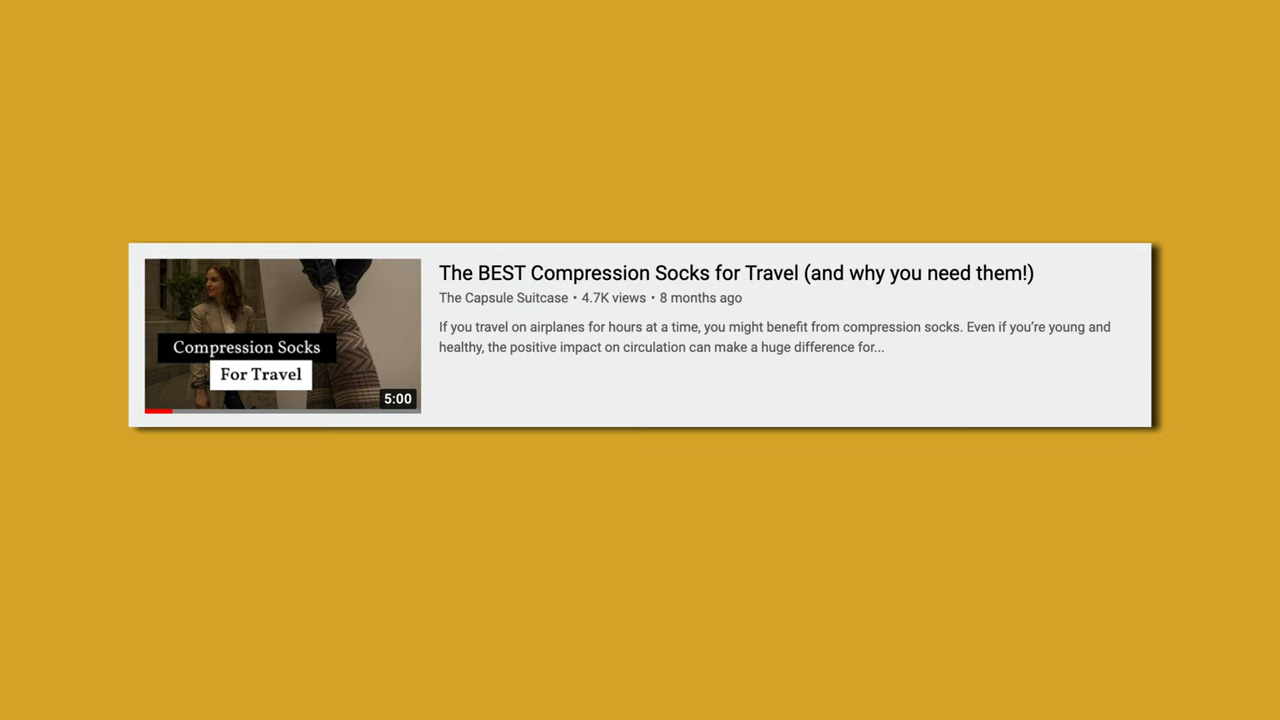 Compression Socks
For Travel
5:00
The BEST Compression Socks for Travel (and why you need them!)
The Capsule Suitcase • 4.7K views • 8 months ago
If you travel on airplanes for hours at a time, you might benefit from compression socks. Even if you’re young and
healthy, the positive impact on circulation can make a huge difference for...